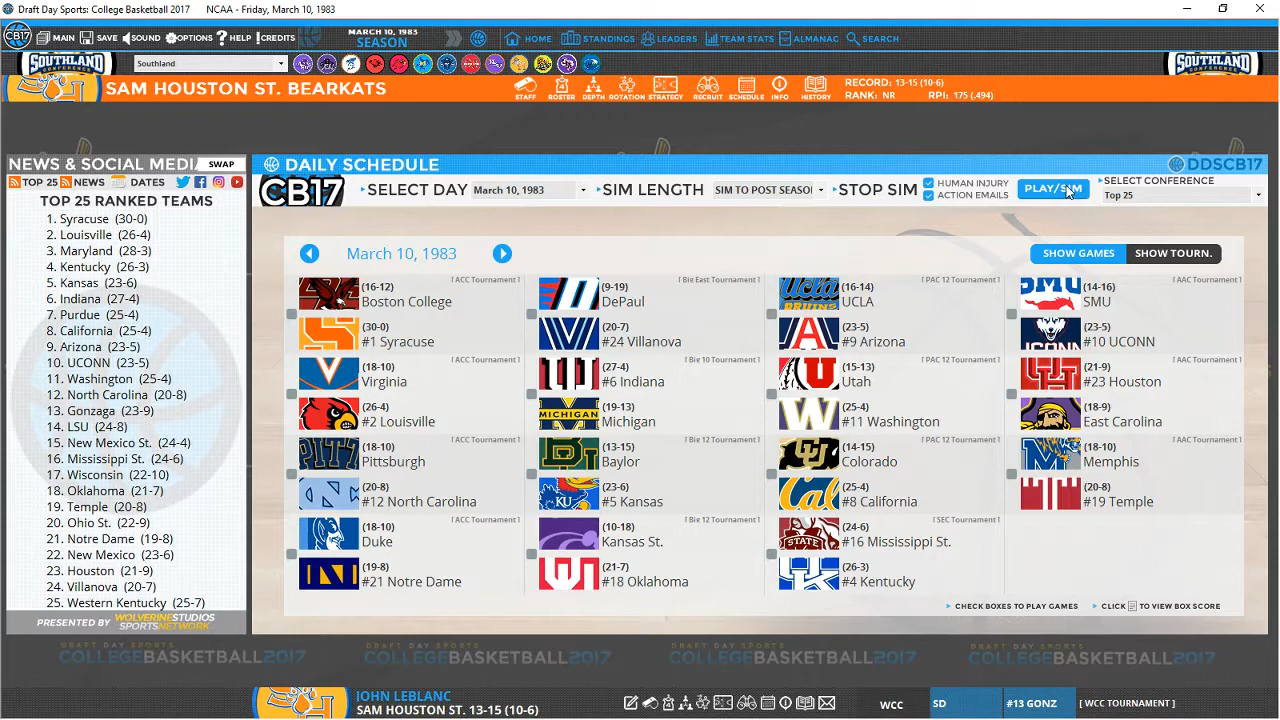 Draft Day Sports: College Basketball 2017 NCAA - Friday, March 10, 1983
CB17 MAIN SAVE SOUND OPTIONS ? HELP CREDITS MARCH 10, 1983 SEASON HOME STANDINGS LEADERS TEAM STATS ALMANAC SEARCH
SOUTHLAND CONFERENCE Southland SOUTHLAND CONFERENCE
SAM HOUSTON ST. BEARKATS STAFF ROSTER DEPTH ROTATION STRATEGY RECRUIT SCHEDULE INFO HISTORY
RECORD: 13-15 (10-6)
RANK: NR RPI: 175 (.494)
NEWS & SOCIAL MEDIA SWAP
TOP 25 NEWS DATES
TOP 25 RANKED TEAMS
1. Syracuse (30-0)
2. Louisville (26-4)
3. Maryland (28-3)
4. Kentucky (26-3)
5. Kansas (23-6)
6. Indiana (27-4)
7. Purdue (25-4)
8. California (25-4)
9. Arizona (23-5)
10. UCONN (23-5)
11. Washington (25-4)
12. North Carolina (20-8)
13. Gonzaga (23-9)
14. LSU (24-8)
15. New Mexico St. (24-4)
16. Mississippi St. (24-6)
17. Wisconsin (22-10)
18. Oklahoma (21-7)
19. Temple (20-8)
20. Ohio St. (22-9)
21. Notre Dame (19-8)
22. New Mexico (23-6)
23. Houston (21-9)
24. Villanova (20-7)
25. Western Kentucky (25-7)
PRESENTED BY WOLVERINESTUDIOS SPORTSNETWORK
DAILY SCHEDULE DDSCB17
CB17 SELECT DAY March 10, 1983 SIM LENGTH SIM TO POST SEASO STOP SIM HUMAN INJURY ACTION EMAILS PLAY/SIM SELECT CONFERENCE Top 25
March 10, 1983 SHOW GAMES SHOW TOURN.
[ ACC Tournament ]
(16-12)
Boston College
(30-0)
#1 Syracuse
[ Big East Tournament ]
(9-19)
DePaul
(20-7)
#24 Villanova
[ PAC 12 Tournament ]
(16-14)
UCLA
(23-5)
#9 Arizona
[ AAC Tournament ]
(14-16)
SMU
(23-5)
#10 UCONN
[ ACC Tournament ]
(18-10)
Virginia
(26-4)
#2 Louisville
[ Big 10 Tournament ]
(27-4)
#6 Indiana
(19-13)
Michigan
[ PAC 12 Tournament ]
(15-13)
Utah
(25-4)
#11 Washington
[ AAC Tournament ]
(21-9)
#23 Houston
(18-9)
East Carolina
[ ACC Tournament ]
(18-10)
Pittsburgh
(20-8)
#12 North Carolina
[ Big 12 Tournament ]
(13-15)
Baylor
(23-6)
#5 Kansas
[ PAC 12 Tournament ]
(14-15)
Colorado
(25-4)
#8 California
[ AAC Tournament ]
(18-10)
Memphis
(20-8)
#19 Temple
[ ACC Tournament ]
(18-10)
Duke
(19-8)
#21 Notre Dame
[ Big 12 Tournament ]
(10-18)
Kansas St.
(21-7)
#18 Oklahoma
[ SEC Tournament ]
(24-6)
#16 Mississippi St.
(26-3)
#4 Kentucky
CHECK BOXES TO PLAY GAMES CLICK TO VIEW BOX SCORE
DRAFT DAY SPORTS COLLEGEBASKETBALL2017 DRAFT DAY SPORTS COLLEGEBASKETBALL2017 DRAFT DAY SPORTS COLLEGEBASKETBALL2017 DRAFT DAY SPORTS COLLEGEBASKETBALL2017
JOHN LEBLANC
SAM HOUSTON ST. 13-15 (10-6)
WCC SD #13 GONZ [ WCC TOURNAMENT ]